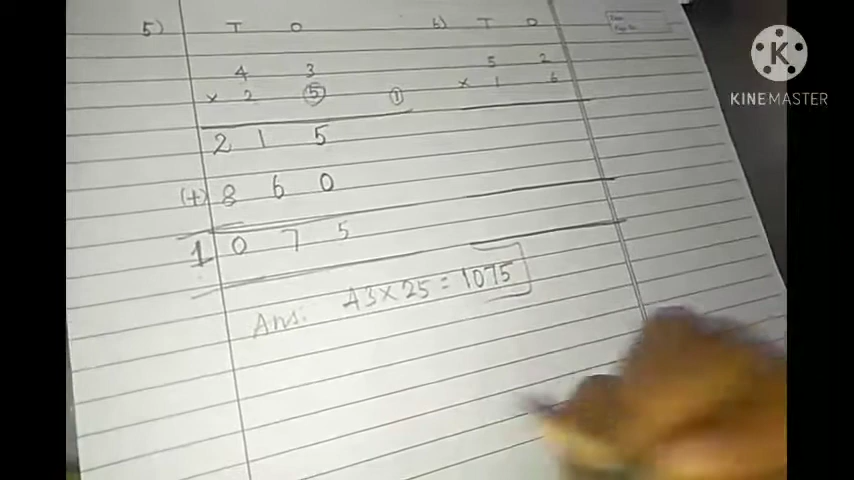 5) T O
4 3
× 2 5 1
2 1 5
(+) 8 6 0
1 0 7 5
Ans: 43×25 = 1075
6) T O
5 2
× 1 6
K
KINEMASTER